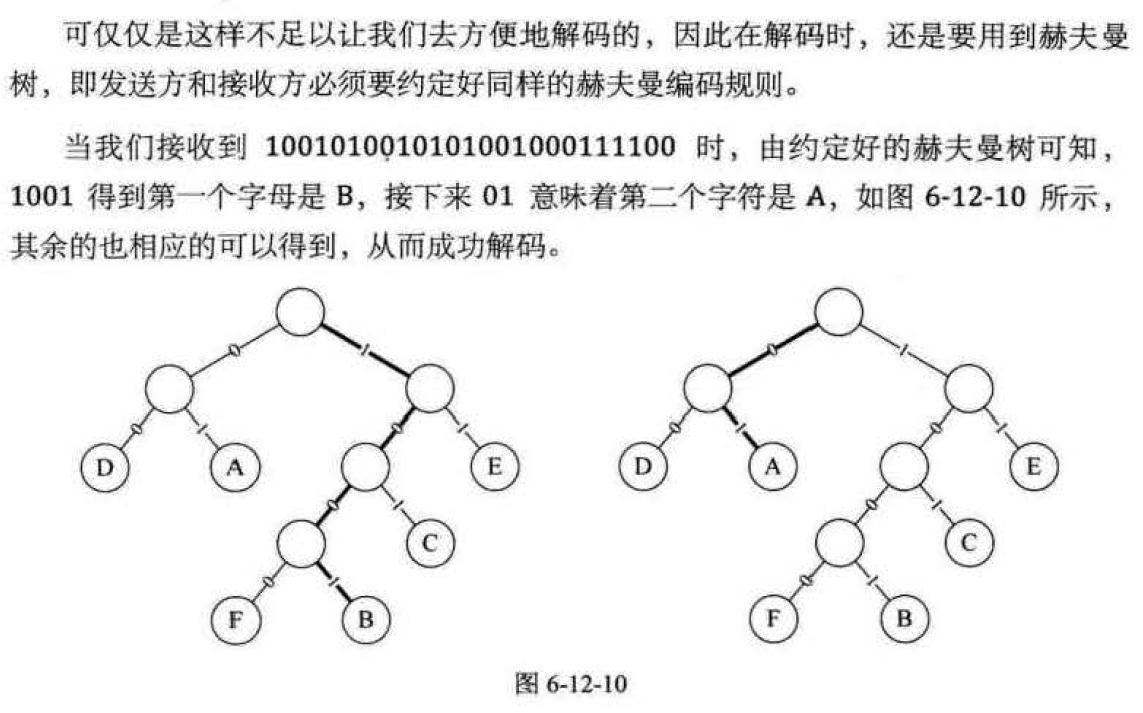 可仅仅是这样不足以让我们去方便地解码的，因此在解码时，还是要用到赫夫曼
树，即发送方和接收方必须要约定好同样的赫夫曼编码规则。
当我们接收到 1001010010101001000111100 时，由约定好的赫夫曼树可知，
1001 得到第一个字母是 B，接下来 01 意味着第二个字符是 A，如图 6-12-10 所示，
其余的也相应的可以得到，从而成功解码。
0 1 0 1
0 1 0 1 0 1 0 1
D A E D A E
0 1 0 1
C C
0 1 0 1
F B F B
图 6-12-10